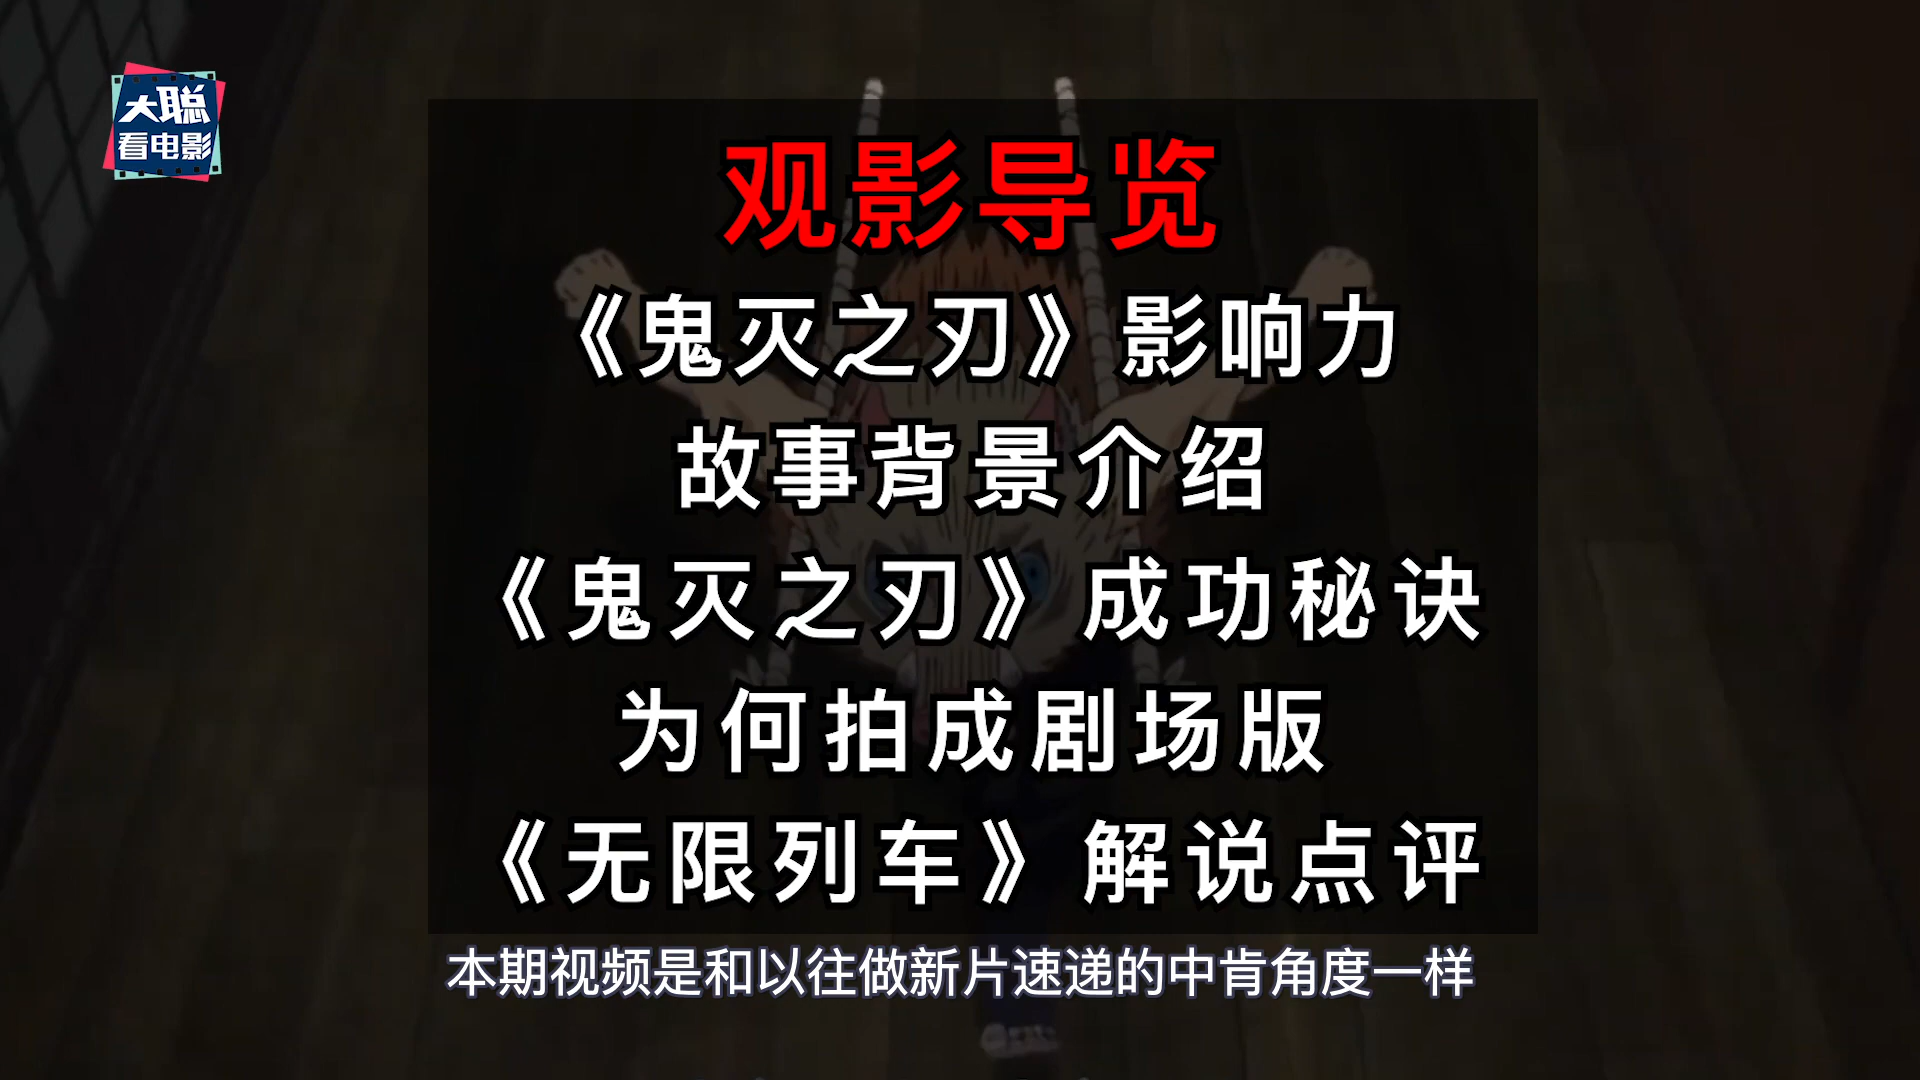 大聪
看电影
观影导览
《鬼灭之刃》影响力
故事背景介绍
《鬼灭之刃》成功秘诀
为何拍成剧场版
《无限列车》解说点评
本期视频是和以往做新片速递的中肯角度一样